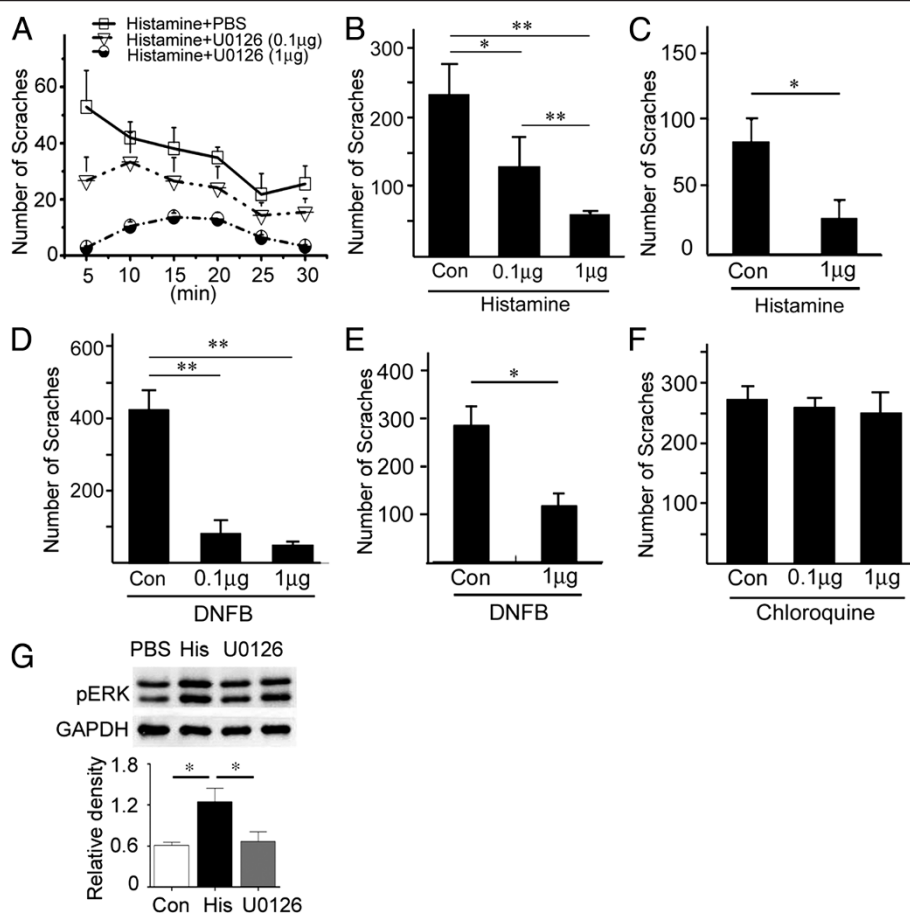 A
Histamine+PBS
Histamine+U0126 (0.1µg)
Histamine+U0126 (1µg)
Number of Scraches
60
40
20
0
5 10 15 20 25 30
(min)
B
Number of Scraches
300
200
100
**
*
**
Con 0.1µg 1µg
Histamine
C
Number of Scraches
150
100
50
0
*
Con 1µg
Histamine
D
Number of Scraches
600
400
200
**
**
Con 0.1µg 1µg
DNFB
E
Number of Scraches
400
300
200
100
*
Con 1µg
DNFB
F
Number of Scraches
300
200
100
Con 0.1µg 1µg
Chloroquine
G
PBS His U0126
pERK
GAPDH
Relative density
1.8
1.2
0.6
0
* *
Con His U0126